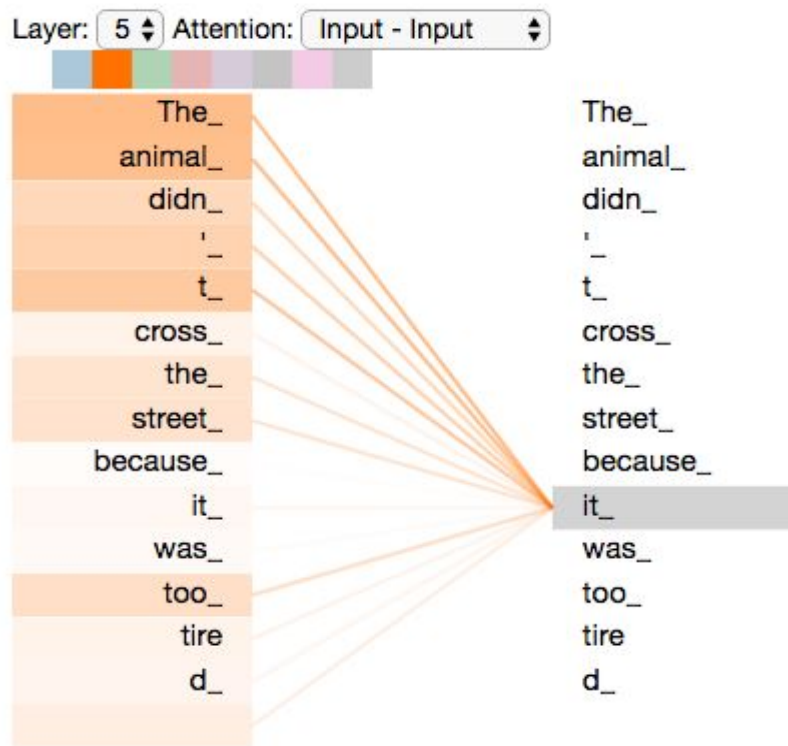 Layer: 5 Attention: Input - Input
The_ The_
animal_ animal_
didn_ didn_
'_ '_
t_ t_
cross_ cross_
the_ the_
street_ street_
because_ because_
it_ it_
was_ was_
too_ too_
tire tire
d_ d_